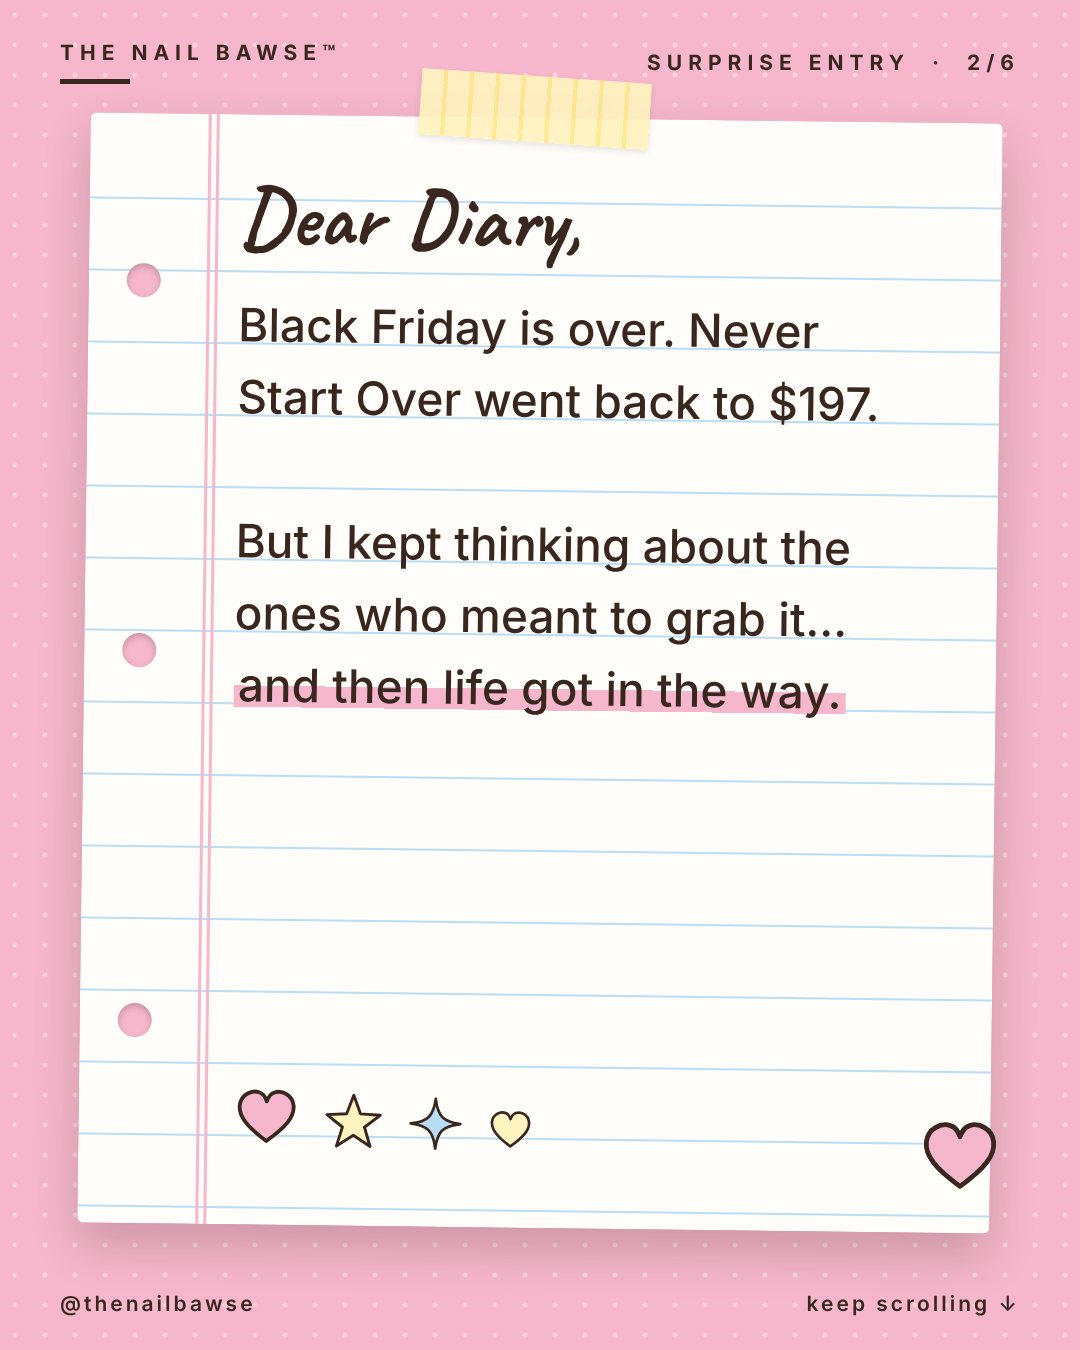 THE NAIL BAWSE™
SURPRISE ENTRY · 2/6
Dear Diary,
Black Friday is over. Never
Start Over went back to $197.
But I kept thinking about the
ones who meant to grab it...
and then life got in the way.
@thenailbawse
keep scrolling ↓